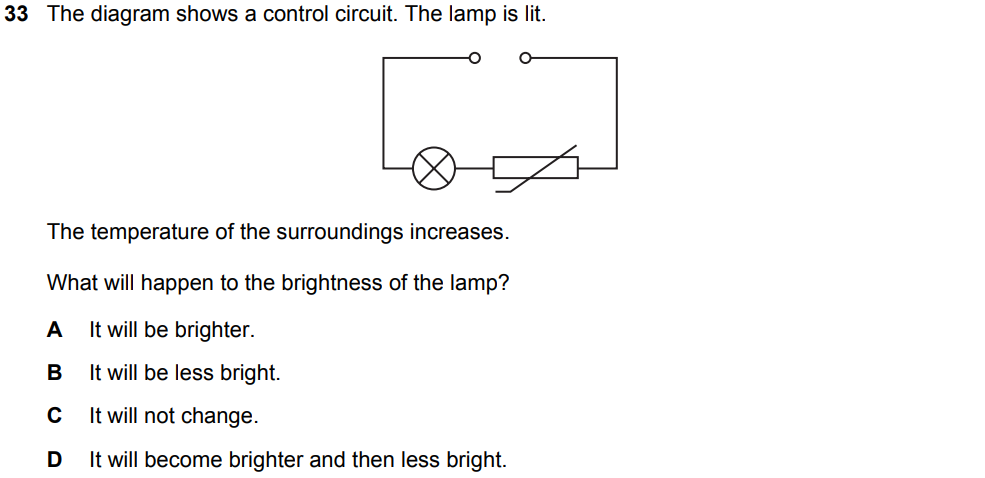 33 The diagram shows a control circuit. The lamp is lit.
The temperature of the surroundings increases.
What will happen to the brightness of the lamp?
A It will be brighter.
B It will be less bright.
C It will not change.
D It will become brighter and then less bright.